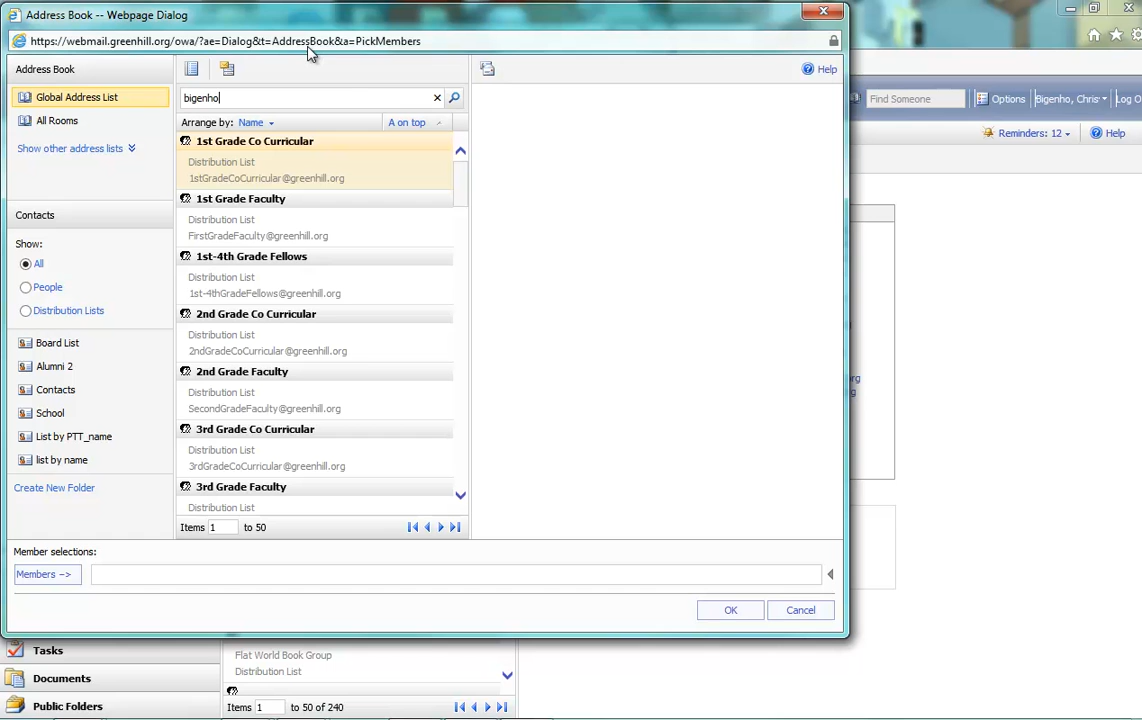 Address Book -- Webpage Dialog
https://webmail.greenhill.org/owa/?ae=Dialog&t=AddressBook&a=PickMembers
Address Book
Help
Global Address List
bigenho
Find Someone
Options
Bigenho, Chris
Log O
All Rooms
Arrange by: Name
A on top
Reminders: 12
Help
Show other address lists
1st Grade Co Curricular
Distribution List
1stGradeCoCurricular@greenhill.org
1st Grade Faculty
Distribution List
FirstGradeFaculty@greenhill.org
1st-4th Grade Fellows
Distribution List
1st-4thGradeFellows@greenhill.org
2nd Grade Co Curricular
Distribution List
2ndGradeCoCurricular@greenhill.org
2nd Grade Faculty
Distribution List
SecondGradeFaculty@greenhill.org
3rd Grade Co Curricular
Distribution List
3rdGradeCoCurricular@greenhill.org
3rd Grade Faculty
Distribution List
Items 1 to 50
Contacts
Show:
All
People
Distribution Lists
Board List
Alumni 2
Contacts
School
List by PTT_name
list by name
Create New Folder
org
Member selections:
Members -->
OK
Cancel
Tasks
Documents
Public Folders
Flat World Book Group
Distribution List
Items 1 to 50 of 240